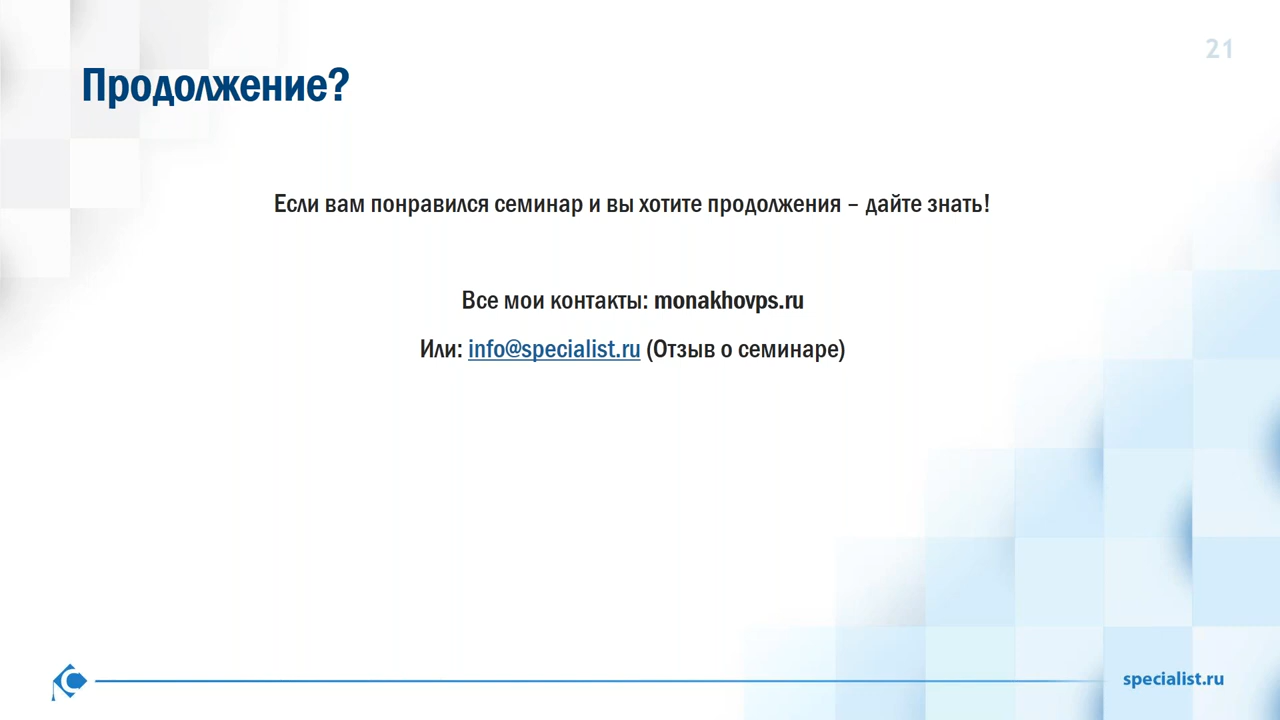 21
Продолжение?
Если вам понравился семинар и вы хотите продолжения – дайте знать!
Все мои контакты: monakhovps.ru
Или: info@specialist.ru (Отзыв о семинаре)
specialist.ru